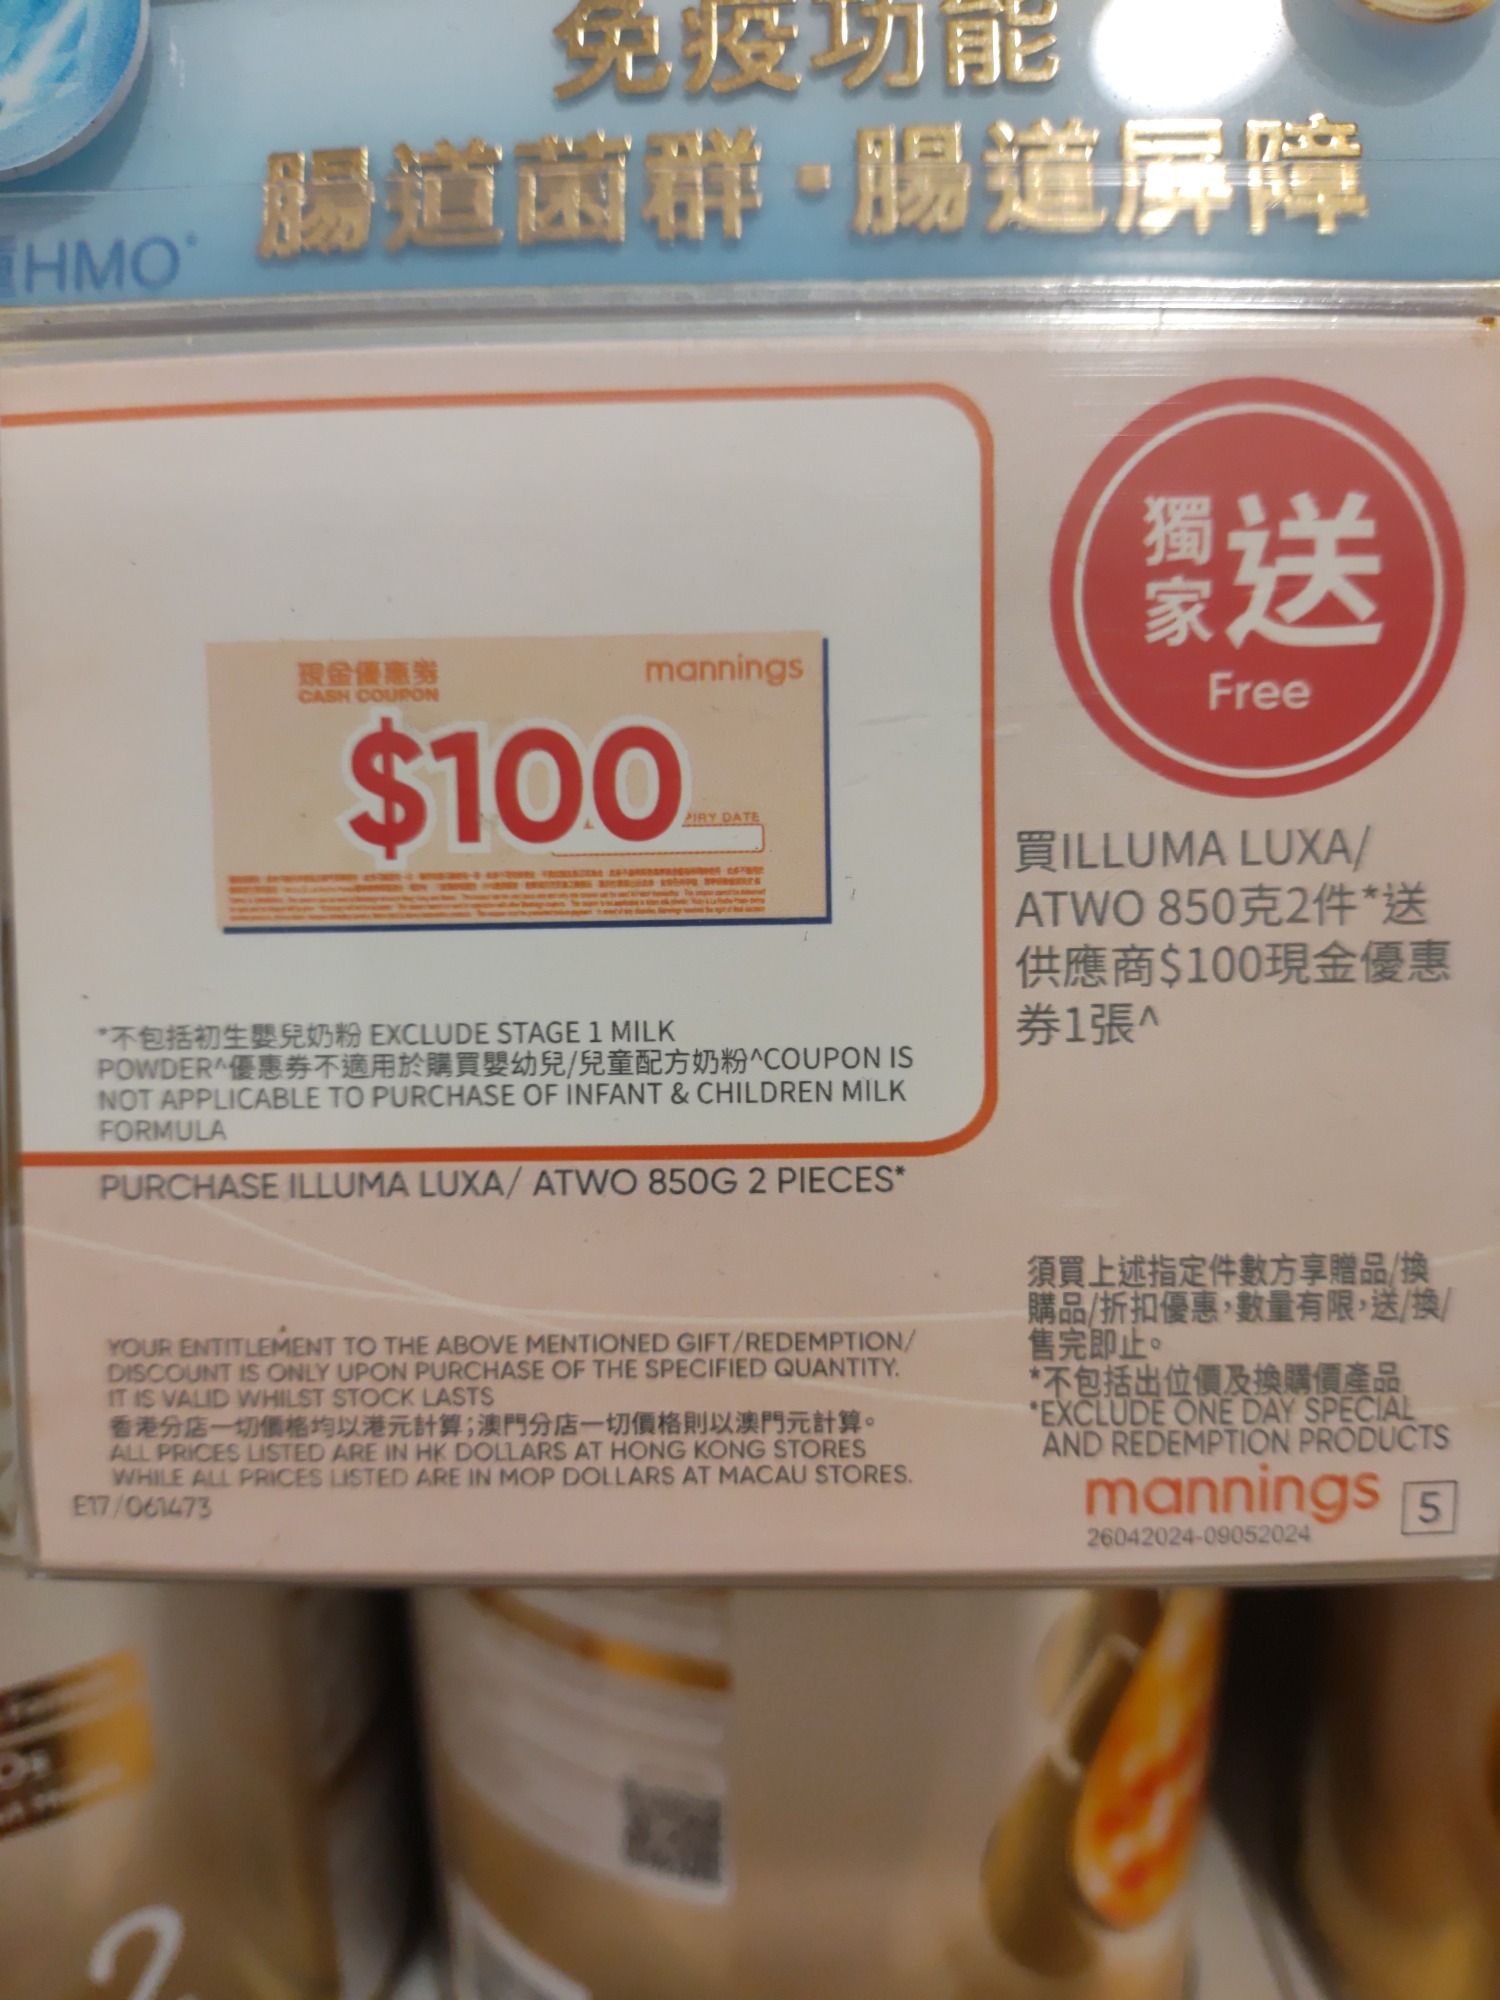 免疫功能
腸道菌群·腸道屏障
HMO
獨家送
Free
現金優惠券
CASH COUPON
mannings
$100
PIRY DATE
買ILLUMA LUXA/
ATWO 850克2件*送
供應商$100現金優惠
券1張^
*不包括初生嬰兒奶粉 EXCLUDE STAGE 1 MILK
POWDER^優惠券不適用於購買嬰幼兒/兒童配方奶粉^COUPON IS
NOT APPLICABLE TO PURCHASE OF INFANT & CHILDREN MILK
FORMULA
PURCHASE ILLUMA LUXA/ ATWO 850G 2 PIECES*
須買上述指定件數方享贈品/換
購品/折扣優惠，數量有限，送/換/
售完即止。
*不包括出位價及換購價產品
*EXCLUDE ONE DAY SPECIAL
AND REDEMPTION PRODUCTS
YOUR ENTITLEMENT TO THE ABOVE MENTIONED GIFT/REDEMPTION/
DISCOUNT IS ONLY UPON PURCHASE OF THE SPECIFIED QUANTITY.
IT IS VALID WHILST STOCK LASTS
香港分店一切價格均以港元計算;澳門分店一切價格則以澳門元計算。
ALL PRICES LISTED ARE IN HK DOLLARS AT HONG KONG STORES
WHILE ALL PRICES LISTED ARE IN MOP DOLLARS AT MACAU STORES.
E17/061473
mannings
5
26042024-09052024
2